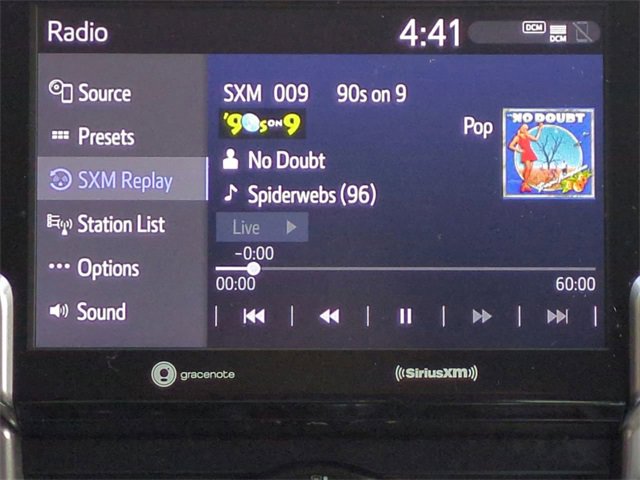 Radio
4:41
DCM
DCM
Source
Presets
SXM Replay
Station List
Options
Sound
SXM 009 90s on 9
'90s ON 9
Pop
NO DOUBT
No Doubt
Spiderwebs (96)
Live
-0:00
00:00
60:00
gracenote
((SiriusXM))